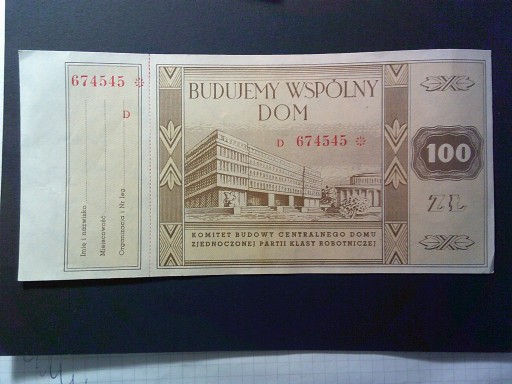 674545 ❊
D
Imię i nazwisko
Miejscowość
Organizacja i Nr. leg.
BUDUJEMY WSPÓLNY
DOM
D 674545 ❊
KOMITET BUDOWY CENTRALNEGO DOMU
ZJEDNOCZONEJ PARTII KLASY ROBOTNICZEJ
100
ZŁ